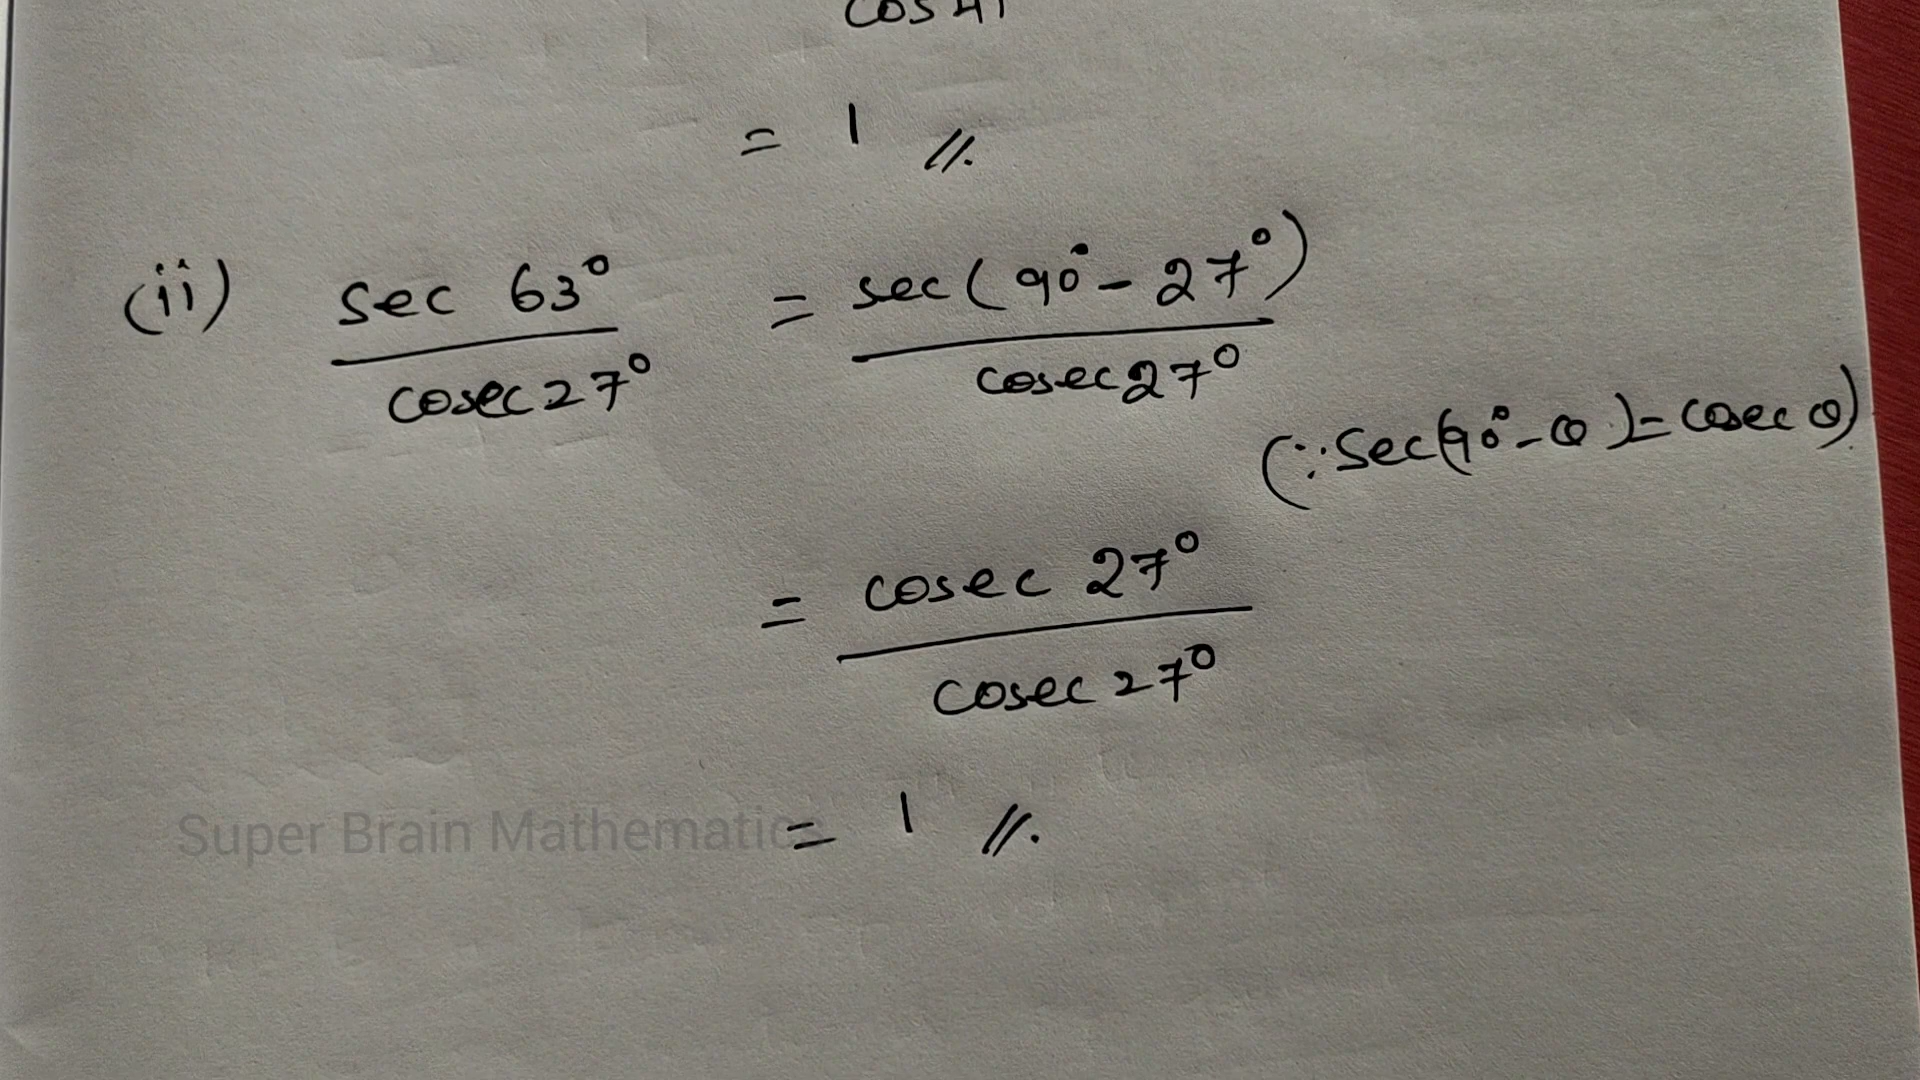 = 1 //.
(ii) sec 63° / cosec 27° = sec(90° - 27°) / cosec 27°
(∵ sec(90° - θ) = cosec θ)
= cosec 27° / cosec 27°
= 1 //.
Super Brain Mathematics